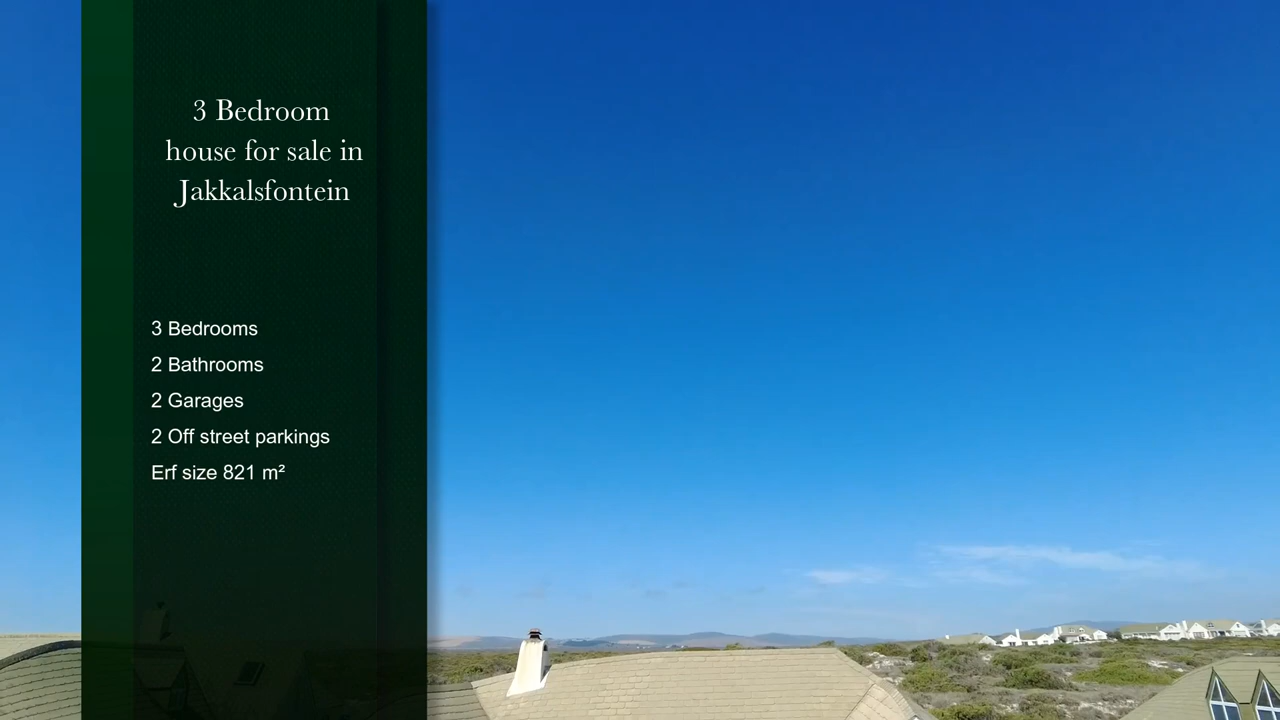 3 Bedroom
house for sale in
Jakkalsfontein
3 Bedrooms
2 Bathrooms
2 Garages
2 Off street parkings
Erf size 821 m²